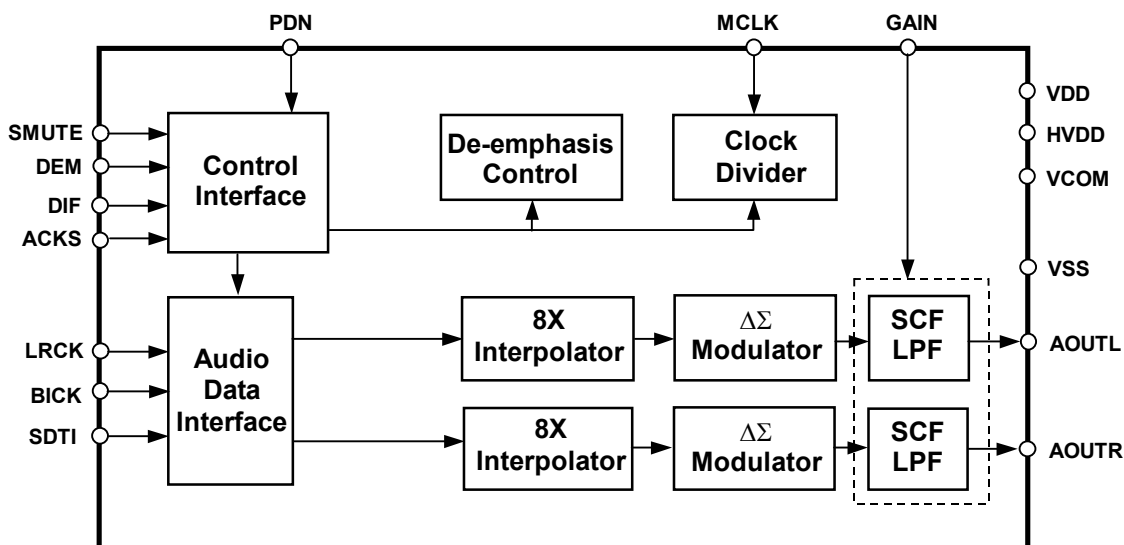 PDN
MCLK
GAIN
SMUTE
DEM
DIF
ACKS
Control
Interface
De-emphasis
Control
Clock
Divider
VDD
HVDD
VCOM
VSS
LRCK
BICK
SDTI
Audio
Data
Interface
8X
Interpolator
ΔΣ
Modulator
SCF
LPF
AOUTL
8X
Interpolator
ΔΣ
Modulator
SCF
LPF
AOUTR